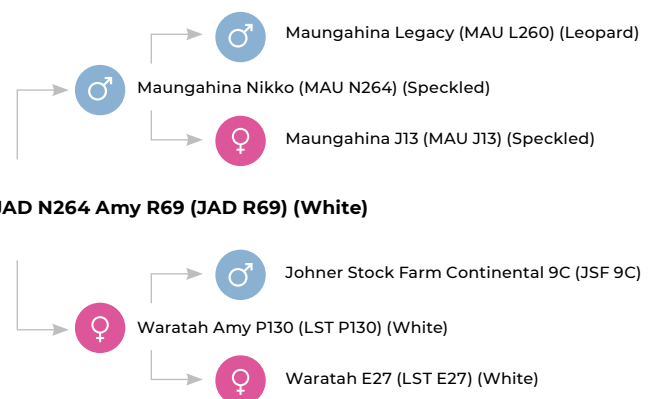 Maungahina Legacy (MAU L260) (Leopard)
Maungahina Nikko (MAU N264) (Speckled)
Maungahina J13 (MAU J13) (Speckled)
JAD N264 Amy R69 (JAD R69) (White)
Johner Stock Farm Continental 9C (JSF 9C)
Waratah Amy P130 (LST P130) (White)
Waratah E27 (LST E27) (White)